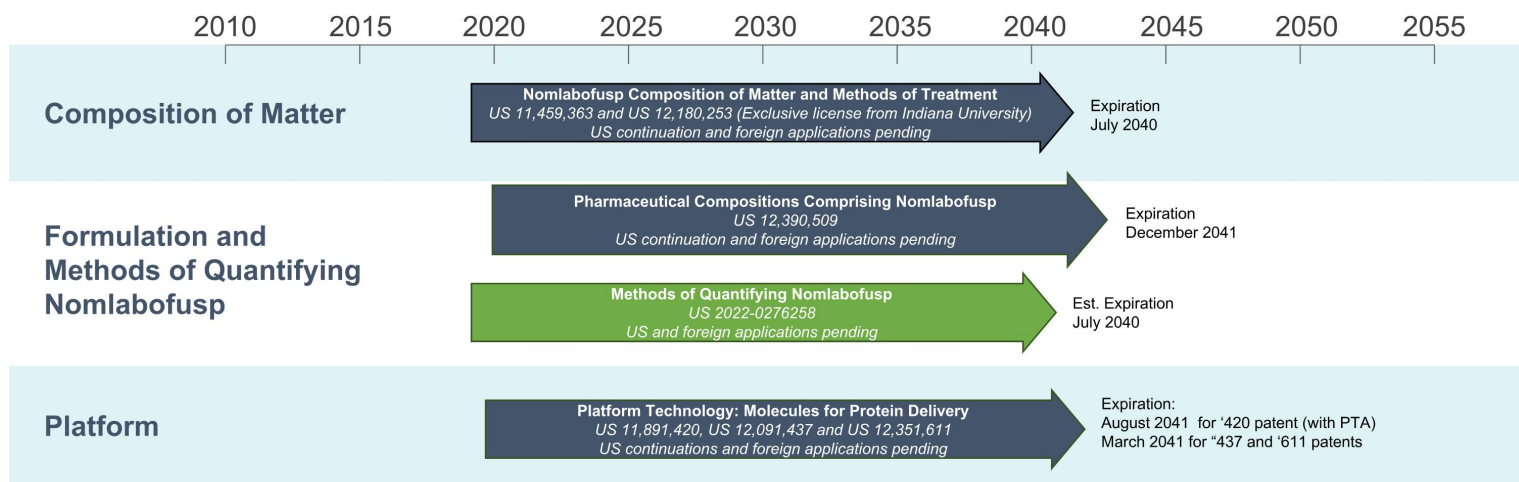 2010 2015 2020 2025 2030 2035 2040 2045 2050 2055
Composition of Matter
Nomlabofusp Composition of Matter and Methods of Treatment
US 11,459,363 and US 12,180,253 (Exclusive license from Indiana University)
US continuation and foreign applications pending
Expiration
July 2040
Formulation and
Methods of Quantifying
Nomlabofusp
Pharmaceutical Compositions Comprising Nomlabofusp
US 12,390,509
US continuation and foreign applications pending
Expiration
December 2041
Methods of Quantifying Nomlabofusp
US 2022-0276258
US and foreign applications pending
Est. Expiration
July 2040
Platform
Platform Technology: Molecules for Protein Delivery
US 11,891,420, US 12,091,437 and US 12,351,611
US continuations and foreign applications pending
Expiration:
August 2041  for ‘420 patent (with PTA)
March 2041 for “437 and ‘611 patents